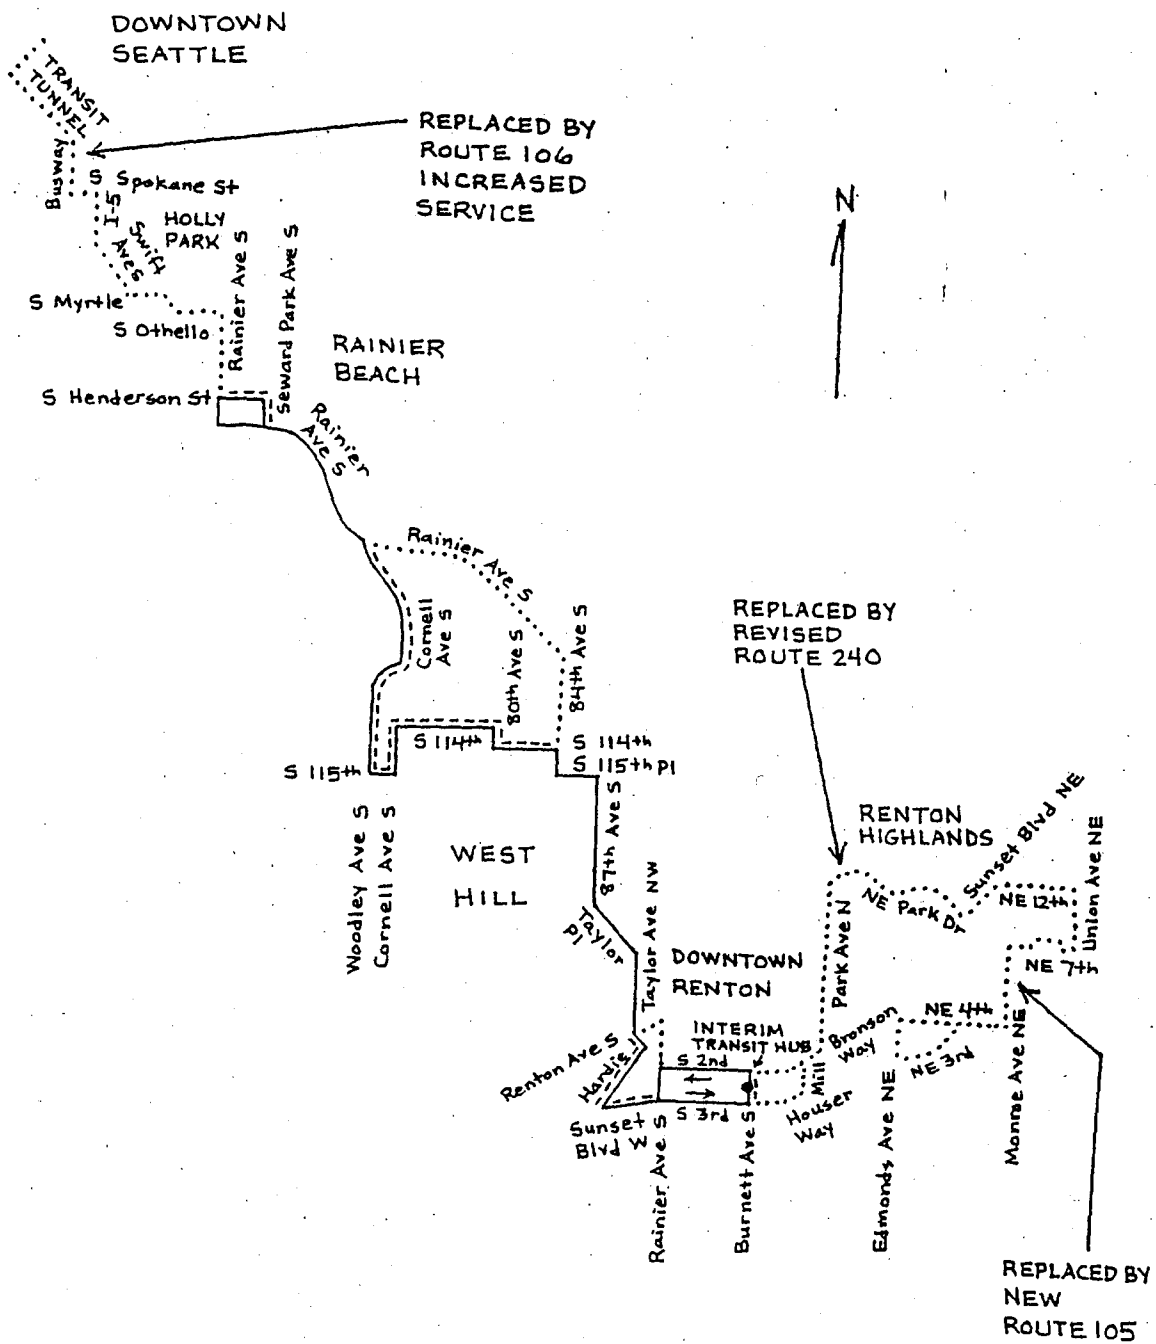 DOWNTOWN
SEATTLE
TRANSIT
TUNNEL
REPLACED BY
ROUTE 106
INCREASED
SERVICE
Busway
S Spokane St
I-5
HOLLY
PARK
Swift
Ave S
N
S Myrtle
S Othello
Rainier Ave S
Seward Park Ave S
RAINIER
BEACH
S Henderson St
Rainier
Ave S
Rainier Ave S
Cornell
Ave S
80th Ave S
84th Ave S
REPLACED BY
REVISED
ROUTE 240
S 114th
S 114th
S 115th
S 115th Pl
Woodley Ave S
Cornell Ave S
WEST
HILL
87th Ave S
Taylor
Pl
Taylor Ave NW
RENTON
HIGHLANDS
Sunset Blvd NE
NE Park Dr
NE 12th
Union Ave NE
NE 7th
Park Ave N
DOWNTOWN
RENTON
INTERIM
TRANSIT HUB
Bronson
Way
NE 4th
NE 3rd
Monroe Ave NE
Renton Ave S
Hardie
S 2nd
S 3rd
Mill
Houser
Way
Sunset
Blvd W
Rainier Ave S
Burnett Ave S
Edmonds Ave NE
REPLACED BY
NEW
ROUTE 105